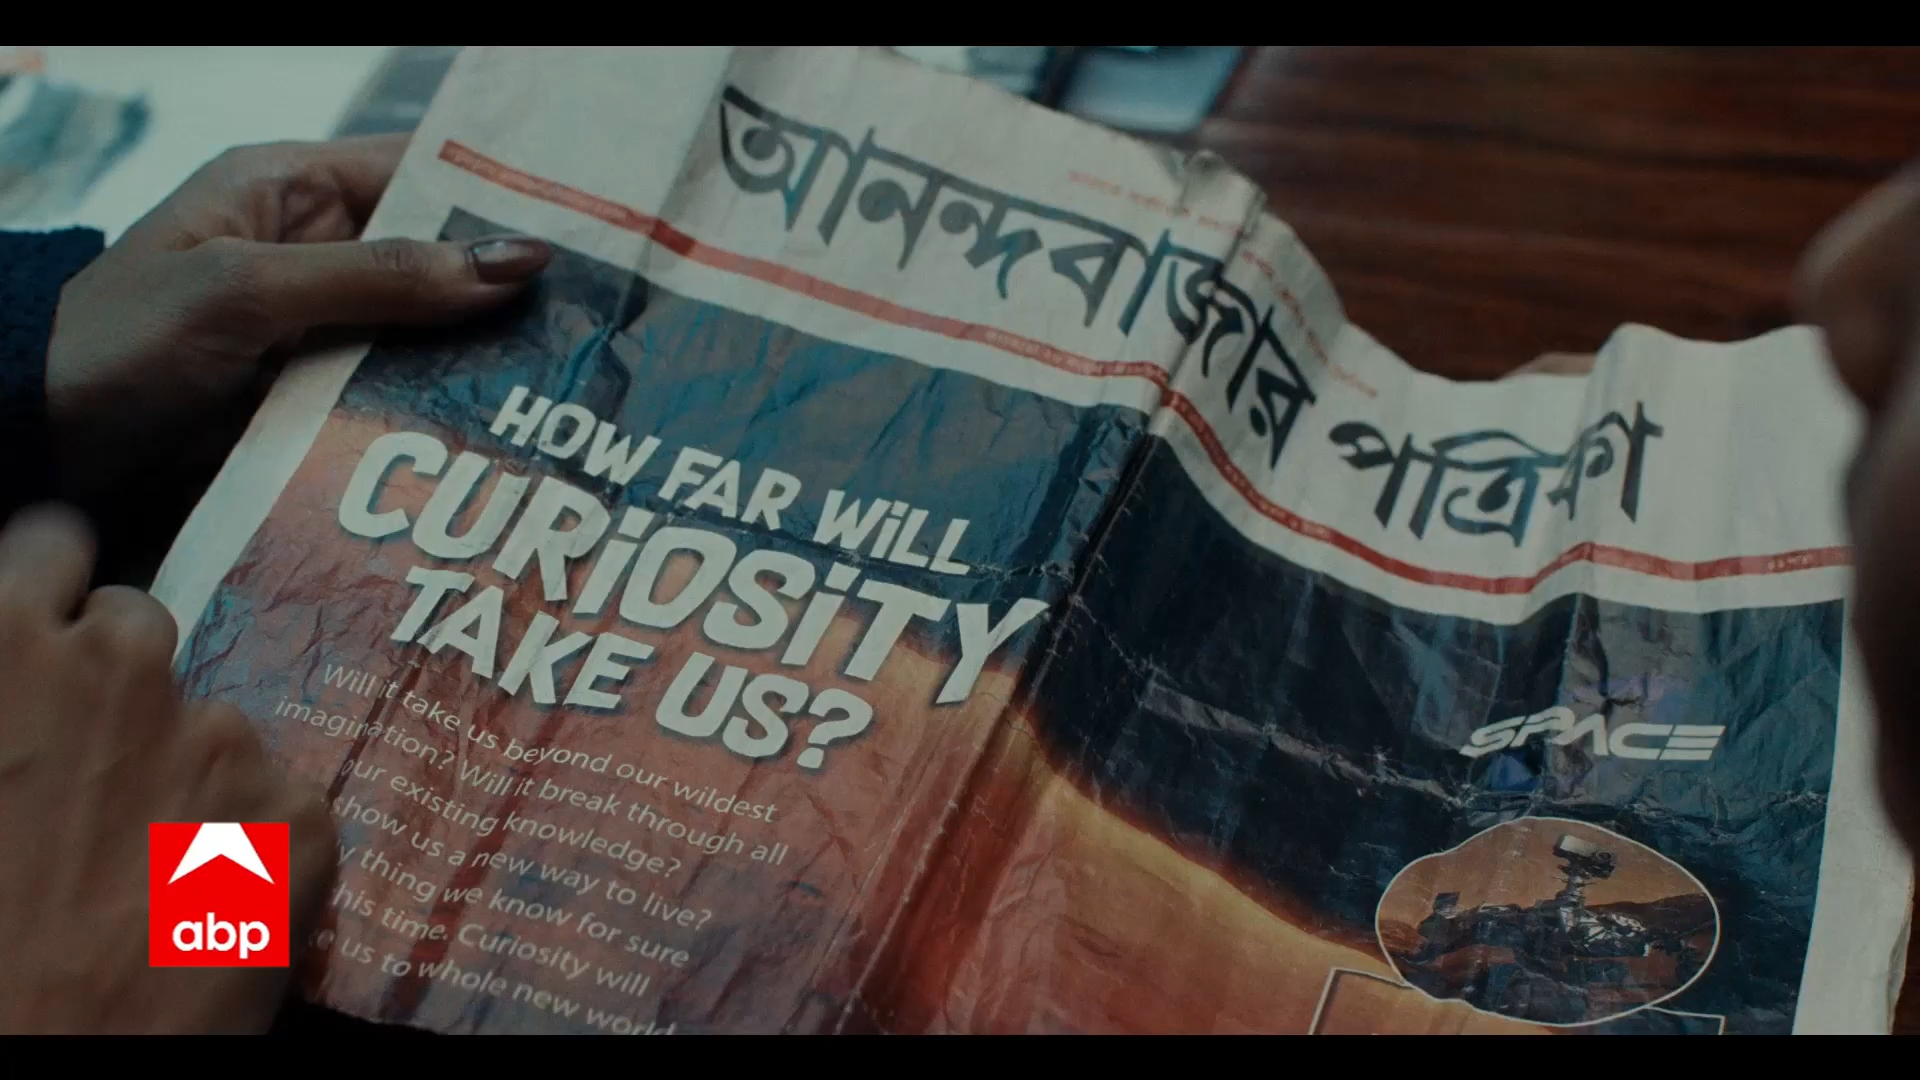 আনন্দবাজার পত্রিকা
HOW FAR WiLL
CURiOSiTY
TAKE US?
Will it take us beyond our wildest
imagination? Will it break through all
our existing knowledge?
show us a new way to live?
thing we know for sure
this time. Curiosity will
us to whole new world
SPACE
abp